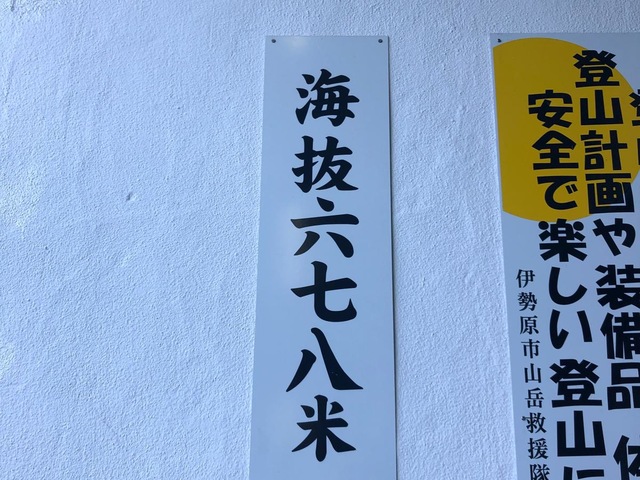 海抜六七八米
登山計画や装備品
安全で楽しい登山に
伊勢原市山岳救援隊